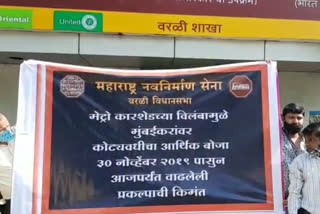 Oriental
United
वरळी शाखा
महाराष्ट्र नवनिर्माण सेना
वरळी विधानसभा
मेट्रो कारशेडच्या विलंबामुळे
मुंबईकरांवर
कोट्यवधीचा आर्थिक बोजा
३० नोव्हेंबर २०१९ पासुन
आजपर्यंत वाढलेली
प्रकल्पाची किंमत